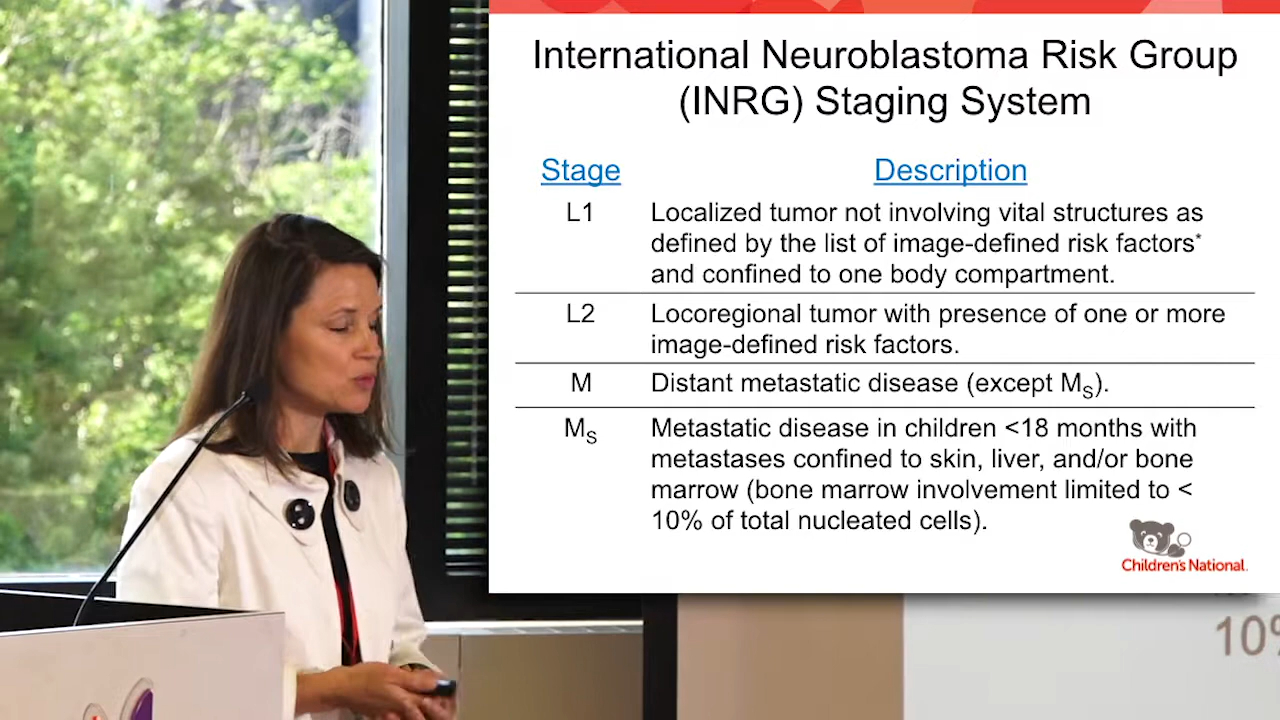 International Neuroblastoma Risk Group
(INRG) Staging System
Stage Description
L1 Localized tumor not involving vital structures as
defined by the list of image-defined risk factors*
and confined to one body compartment.
L2 Locoregional tumor with presence of one or more
image-defined risk factors.
M Distant metastatic disease (except MS).
MS Metastatic disease in children <18 months with
metastases confined to skin, liver, and/or bone
marrow (bone marrow involvement limited to <
10% of total nucleated cells).
Children's National.
10%